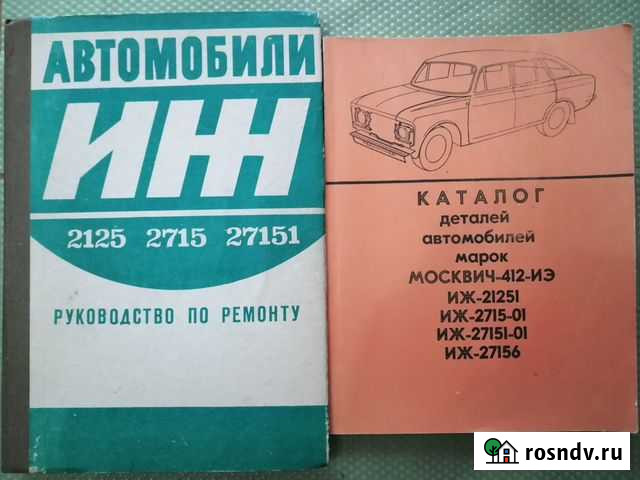 АВТОМОБИЛИ
ИЖ
2125 2715 27151
РУКОВОДСТВО ПО РЕМОНТУ
КАТАЛОГ
деталей
автомобилей
марок
МОСКВИЧ-412-ИЭ
ИЖ-21251
ИЖ-2715-01
ИЖ-27151-01
ИЖ-27156
rosndv.ru